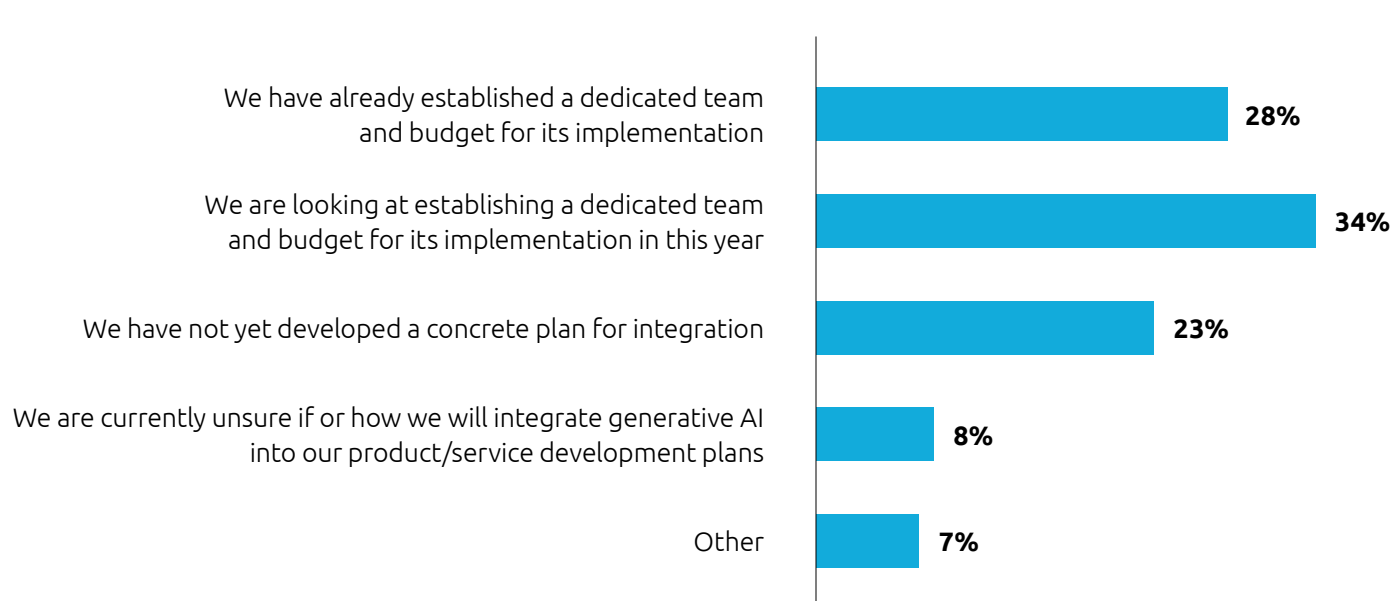 We have already established a dedicated team
and budget for its implementation
28%
We are looking at establishing a dedicated team
and budget for its implementation in this year
34%
We have not yet developed a concrete plan for integration
23%
We are currently unsure if or how we will integrate generative AI
into our product/service development plans
8%
Other
7%